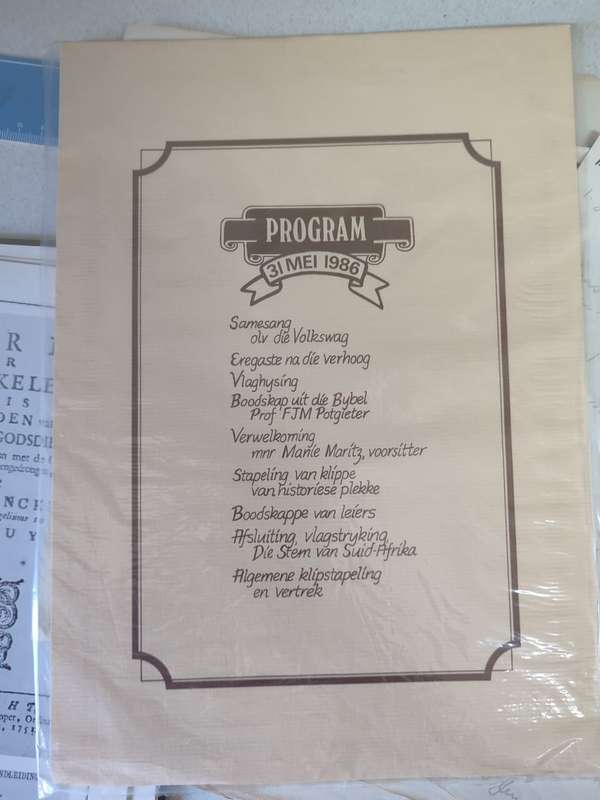 PROGRAM
31 MEI 1986
Samesang
olv die Volkswag
Eregaste na die verhoog
Vlaghysing
Boodskap uit die Bybel
Prof FJM Potgieter
Verwelkoming
mnr Manie Maritz, voorsitter
Stapeling van klippe
van historiese plekke
Boodskappe van leiers
Afsluiting, vlagstryking,
Die Stem van Suid-Afrika
Algemene klipstapeling
en vertrek